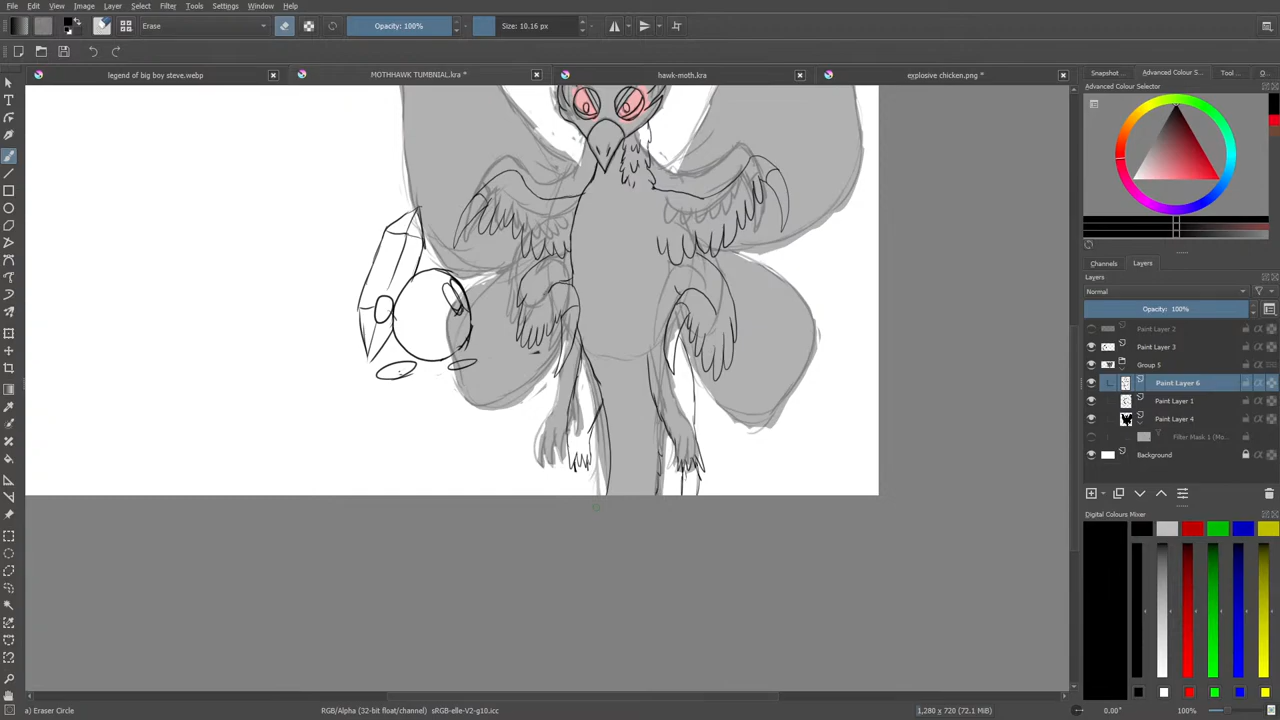 File Edit View Image Layer Select Filter Tools Settings Window Help
Erase Opacity: 100% Size: 10.16 px
legend of big boy steve.webp MOTHHAWK TUMBNIAL.kra * hawk-moth.kra explosive chicken.png *
Snapshot ... Advanced Colour S... Tool ... O...
Advanced Colour Selector
Channels Layers
Layers
Normal
Opacity: 100%
Paint Layer 2
Paint Layer 3
Group 5
Paint Layer 6
Paint Layer 1
Paint Layer 4
Filter Mask 1 (Mo...
Background
Digital Colours Mixer
a) Eraser Circle RGB/Alpha (32-bit float/channel) sRGB-elle-V2-g10.icc 1,280 x 720 (72.1 MiB) 0.00° 100%